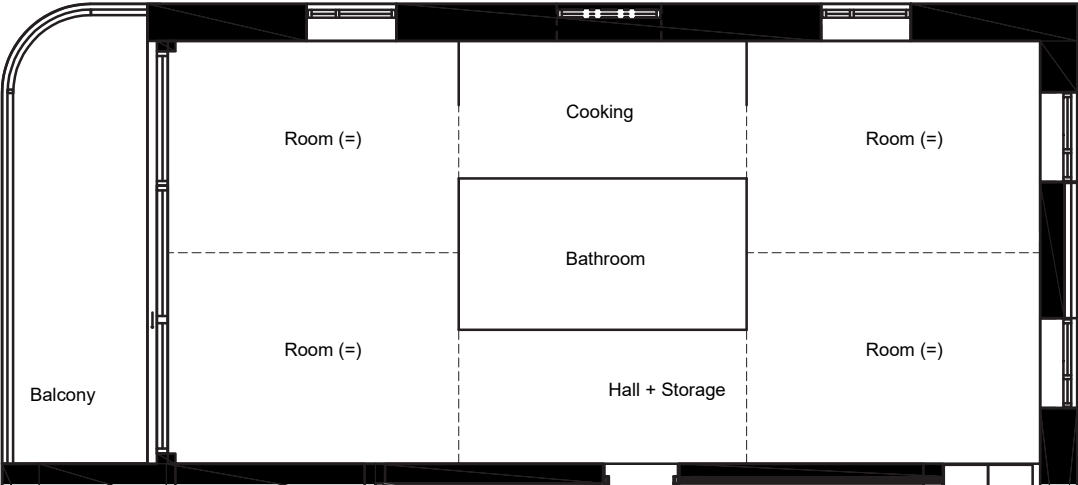 Cooking
Room (=)
Room (=)
Bathroom
Room (=)
Room (=)
Hall + Storage
Balcony